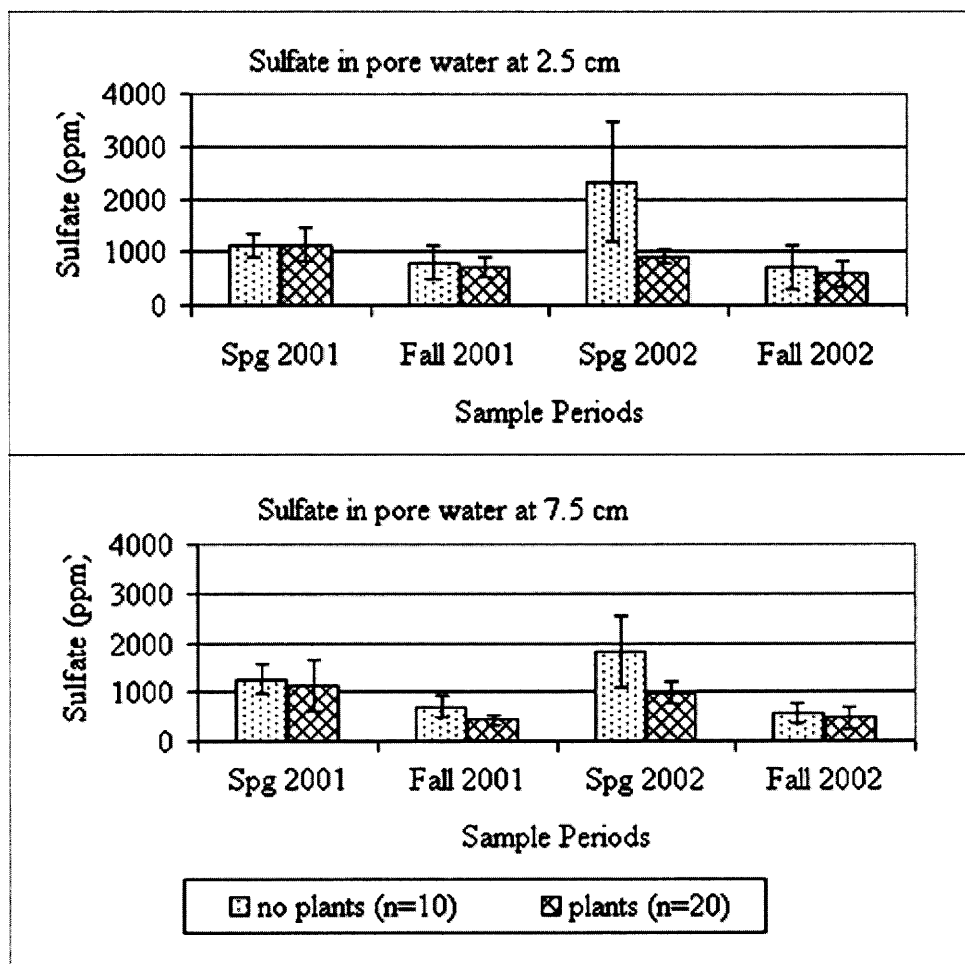 Sulfate in pore water at 2.5 cm
Sulfate (ppm)
4000
3000
2000
1000
0
Spg 2001 Fall 2001 Spg 2002 Fall 2002
Sample Periods
Sulfate in pore water at 7.5 cm
Sulfate (ppm)
4000
3000
2000
1000
0
Spg 2001 Fall 2001 Spg 2002 Fall 2002
Sample Periods
no plants (n=10) plants (n=20)